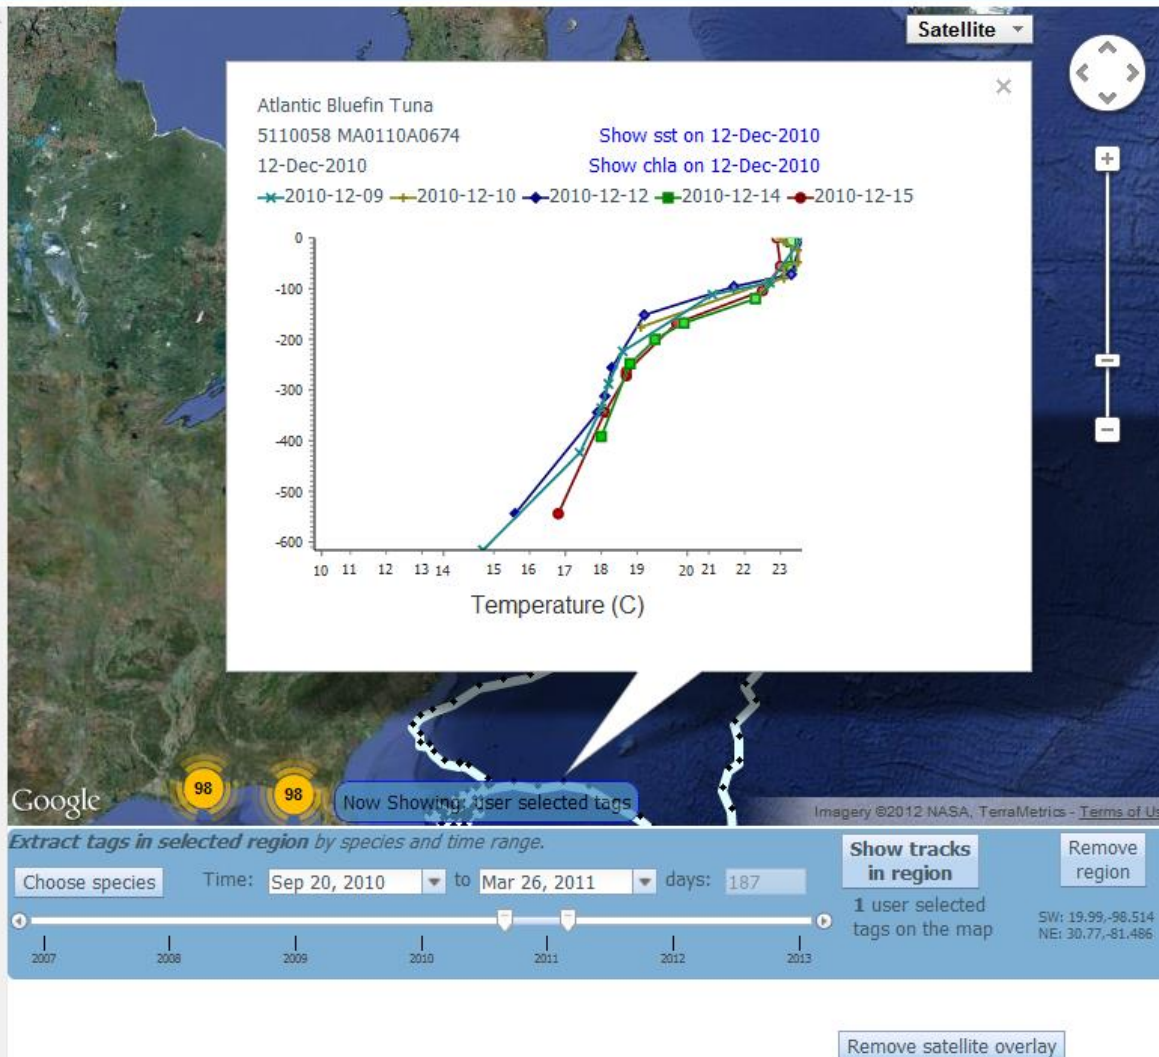 Satellite
Atlantic Bluefin Tuna
5110058 MA0110A0674 Show sst on 12-Dec-2010
12-Dec-2010 Show chla on 12-Dec-2010
2010-12-09 2010-12-10 2010-12-12 2010-12-14 2010-12-15
0
-100
-200
-300
-400
-500
-600
10 11 12 13 14 15 16 17 18 19 20 21 22 23
Temperature (C)
98 98
Google
Now Showing: user selected tags
Imagery ©2012 NASA, TerraMetrics - Terms of Us
Extract tags in selected region by species and time range.
Choose species Time: Sep 20, 2010 to Mar 26, 2011 days: 187
2007 2008 2009 2010 2011 2012 2013
Show tracks
in region
1 user selected
tags on the map
Remove
region
SW: 19.99,-98.514
NE: 30.77,-81.486
Remove satellite overlay